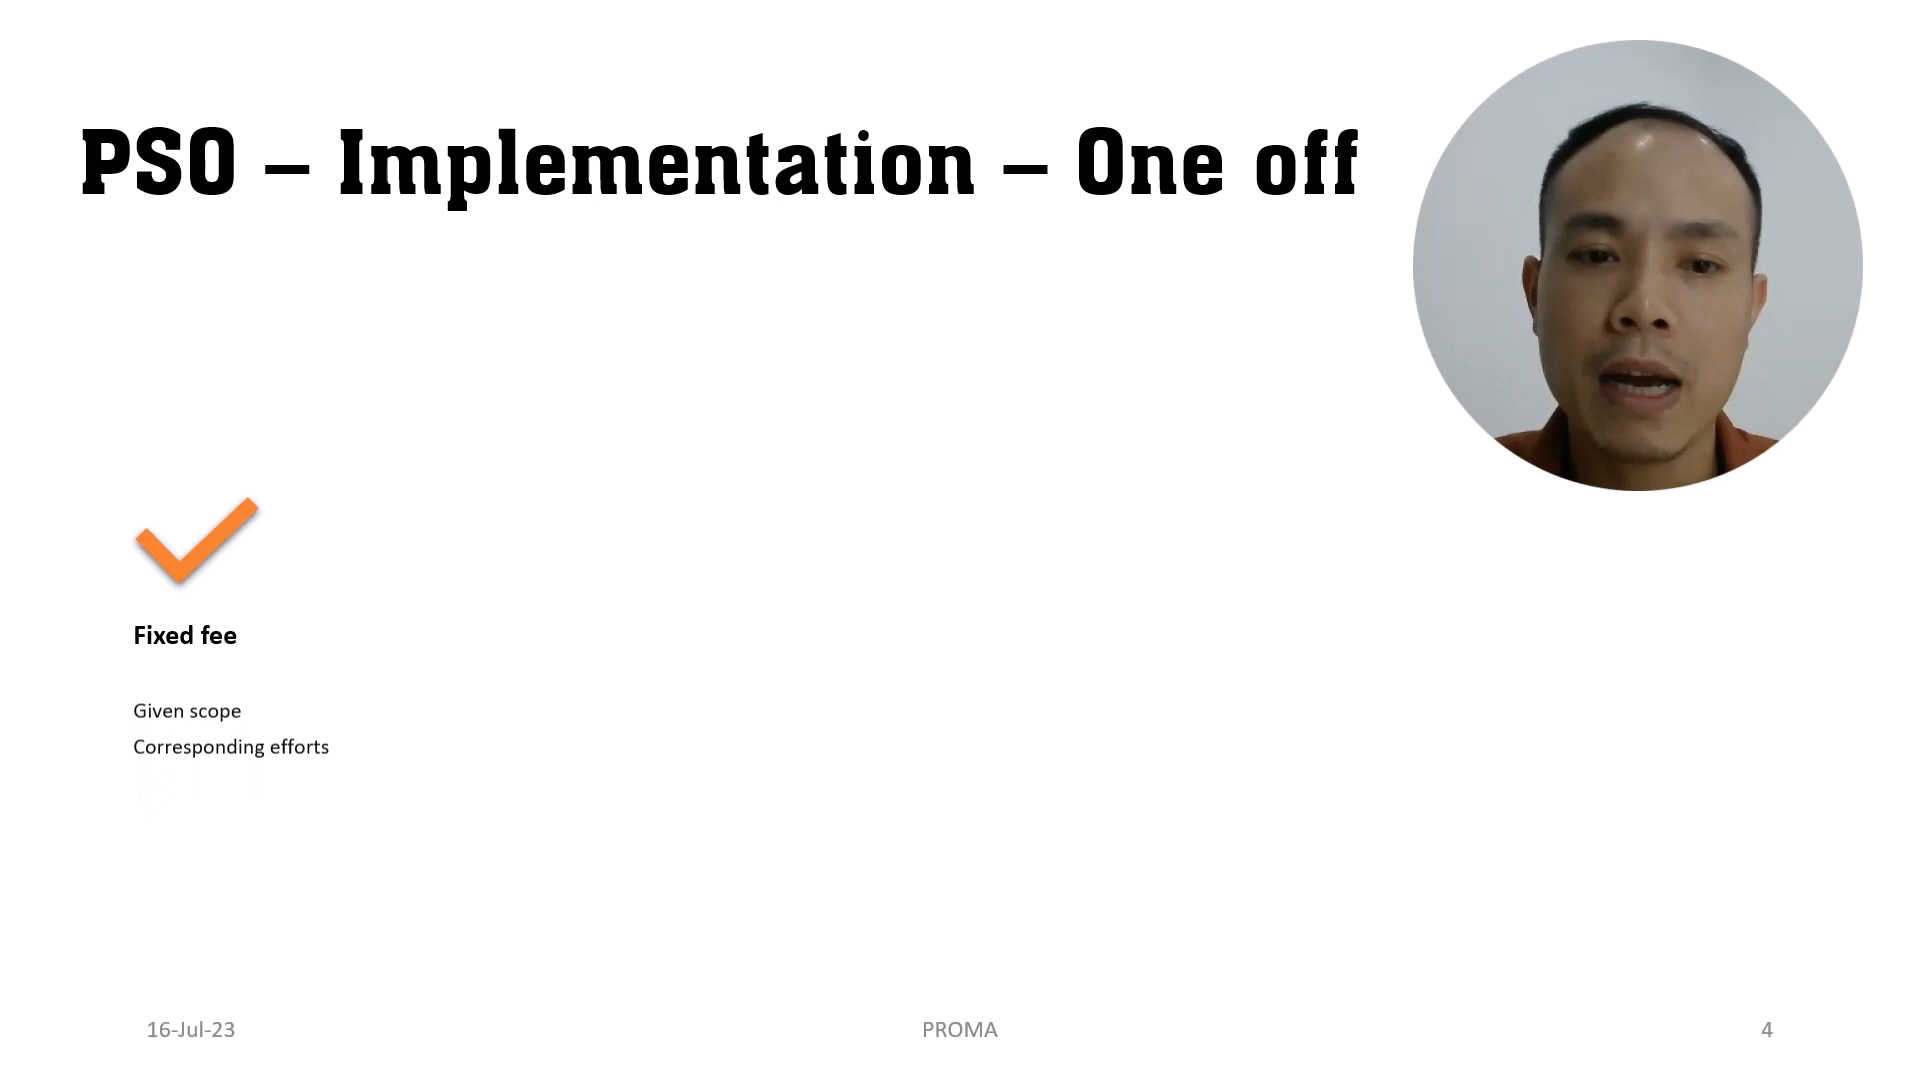 PSO – Implementation – One off
Fixed fee
Given scope
Corresponding efforts
16-Jul-23
PROMA
4